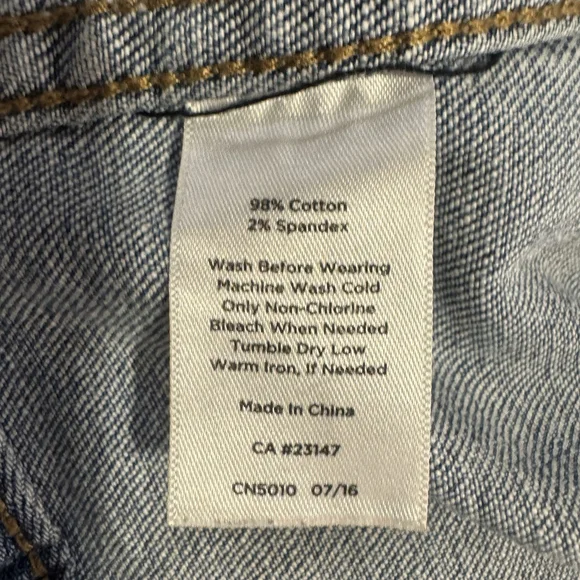 98% Cotton
2% Spandex
Wash Before Wearing
Machine Wash Cold
Only Non-Chlorine
Bleach When Needed
Tumble Dry Low
Warm Iron, If Needed
Made In China
CA #23147
CN5010 07/16